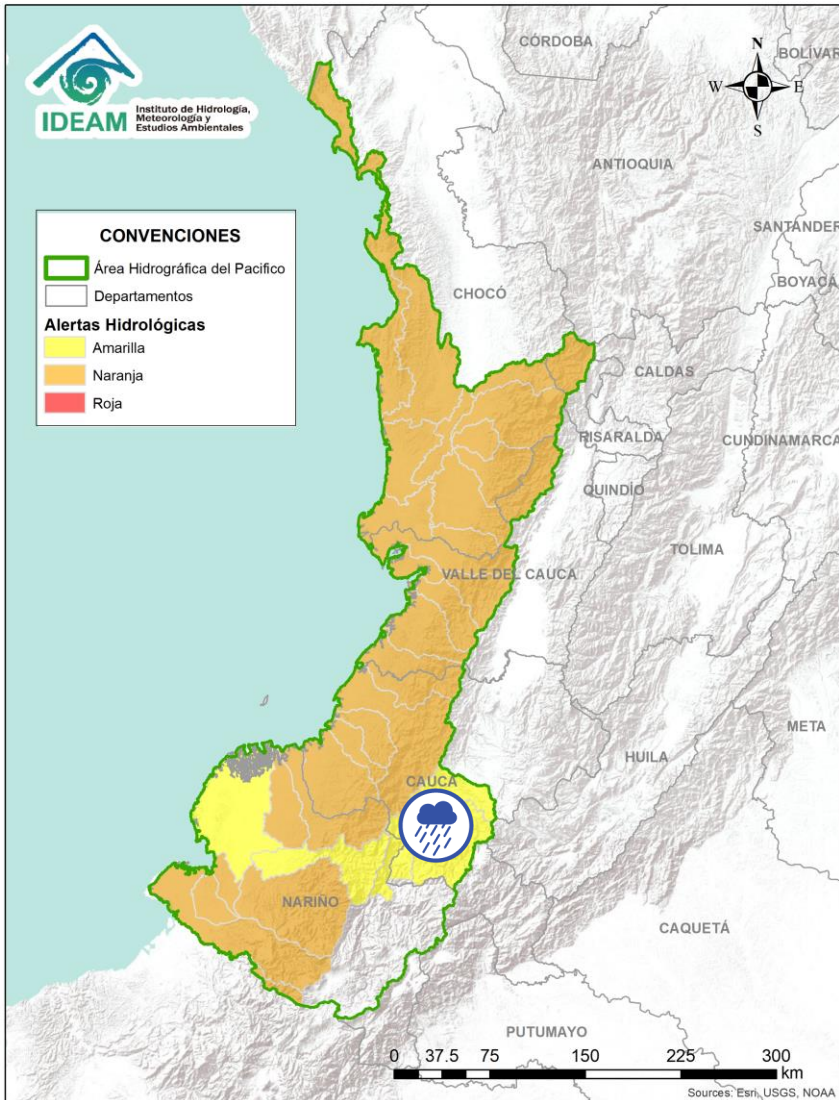 CÓRDOBA
BOLÍVAR
IDEAM
Instituto de Hidrología,
Meteorología y
Estudios Ambientales
N
W
E
S
ANTIOQUIA
SANTANDER
BOYACÁ
CONVENCIONES
Área Hidrográfica del Pacifico
Departamentos
Alertas Hidrológicas
Amarilla
Naranja
Roja
CHOCÓ
CALDAS
RISARALDA
CUNDINAMARCA
QUINDÍO
TOLIMA
VALLE DEL CAUCA
META
HUILA
CAUCA
NARIÑO
CAQUETÁ
PUTUMAYO
0 37.5 75 150 225 300
km
Sources: Esri, USGS, NOAA